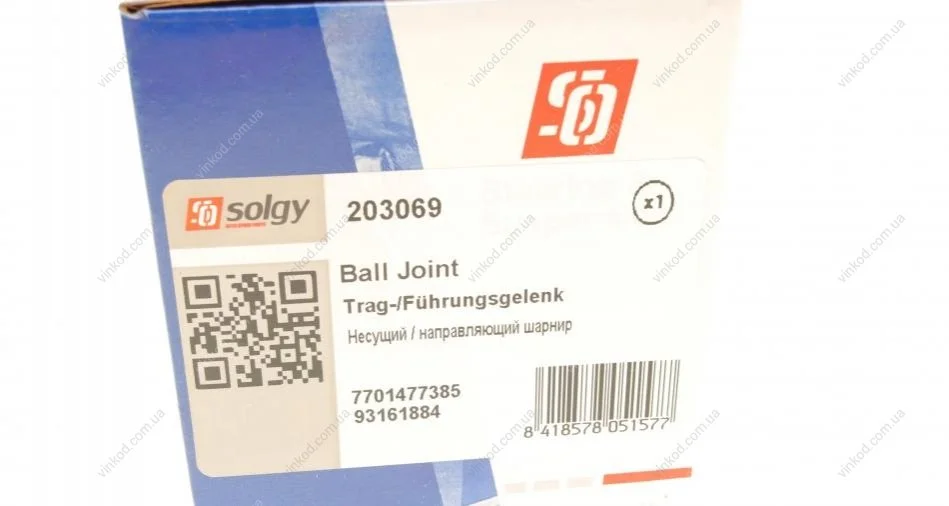 solgy
203069
x1
Ball Joint
Trag-/Führungsgelenk
Несущий / направляющий шарнир
7701477385
93161884
8 418578 051577
vinkod.com.ua